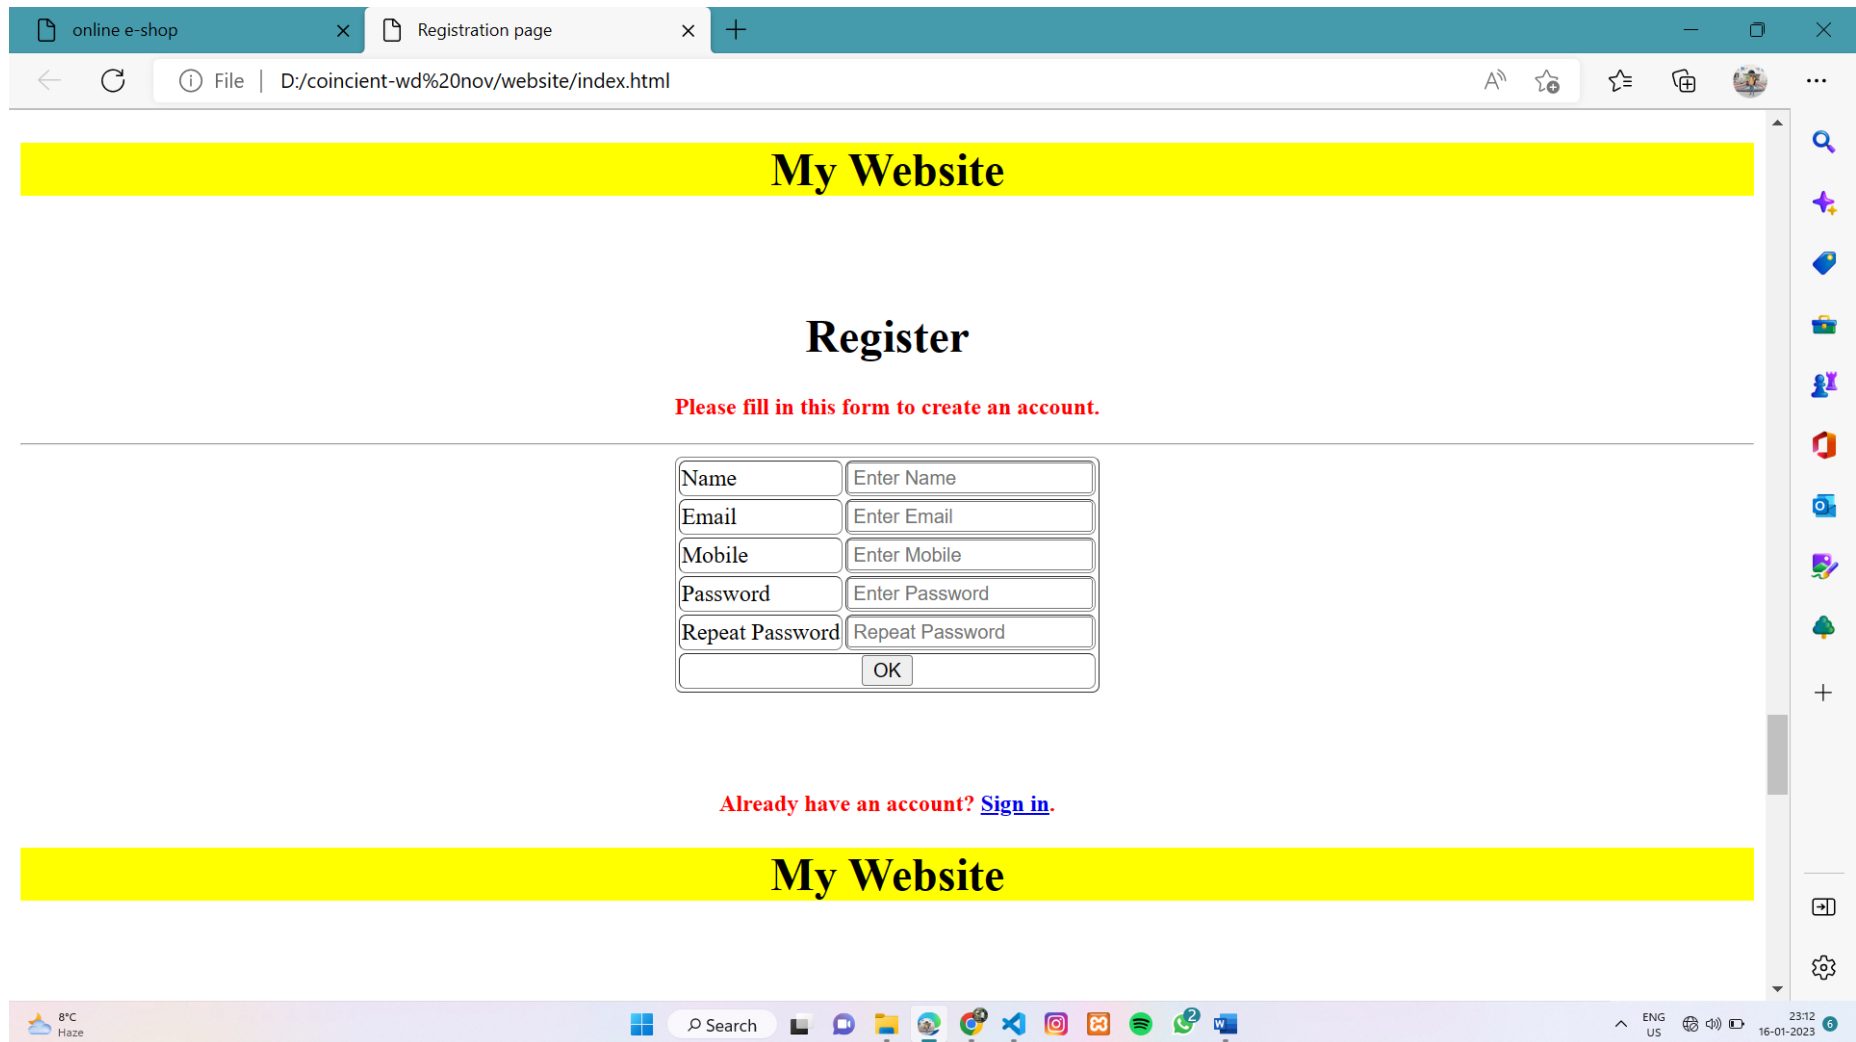 online e-shop
Registration page
File
D:/coincient-wd%20nov/website/index.html
My Website
Register
Please fill in this form to create an account.
Name Enter Name
Email Enter Email
Mobile Enter Mobile
Password Enter Password
Repeat Password Repeat Password
OK
Already have an account? Sign in.
My Website
8°C
Haze
Search
2
ENG
US
23:12
16-01-2023
6